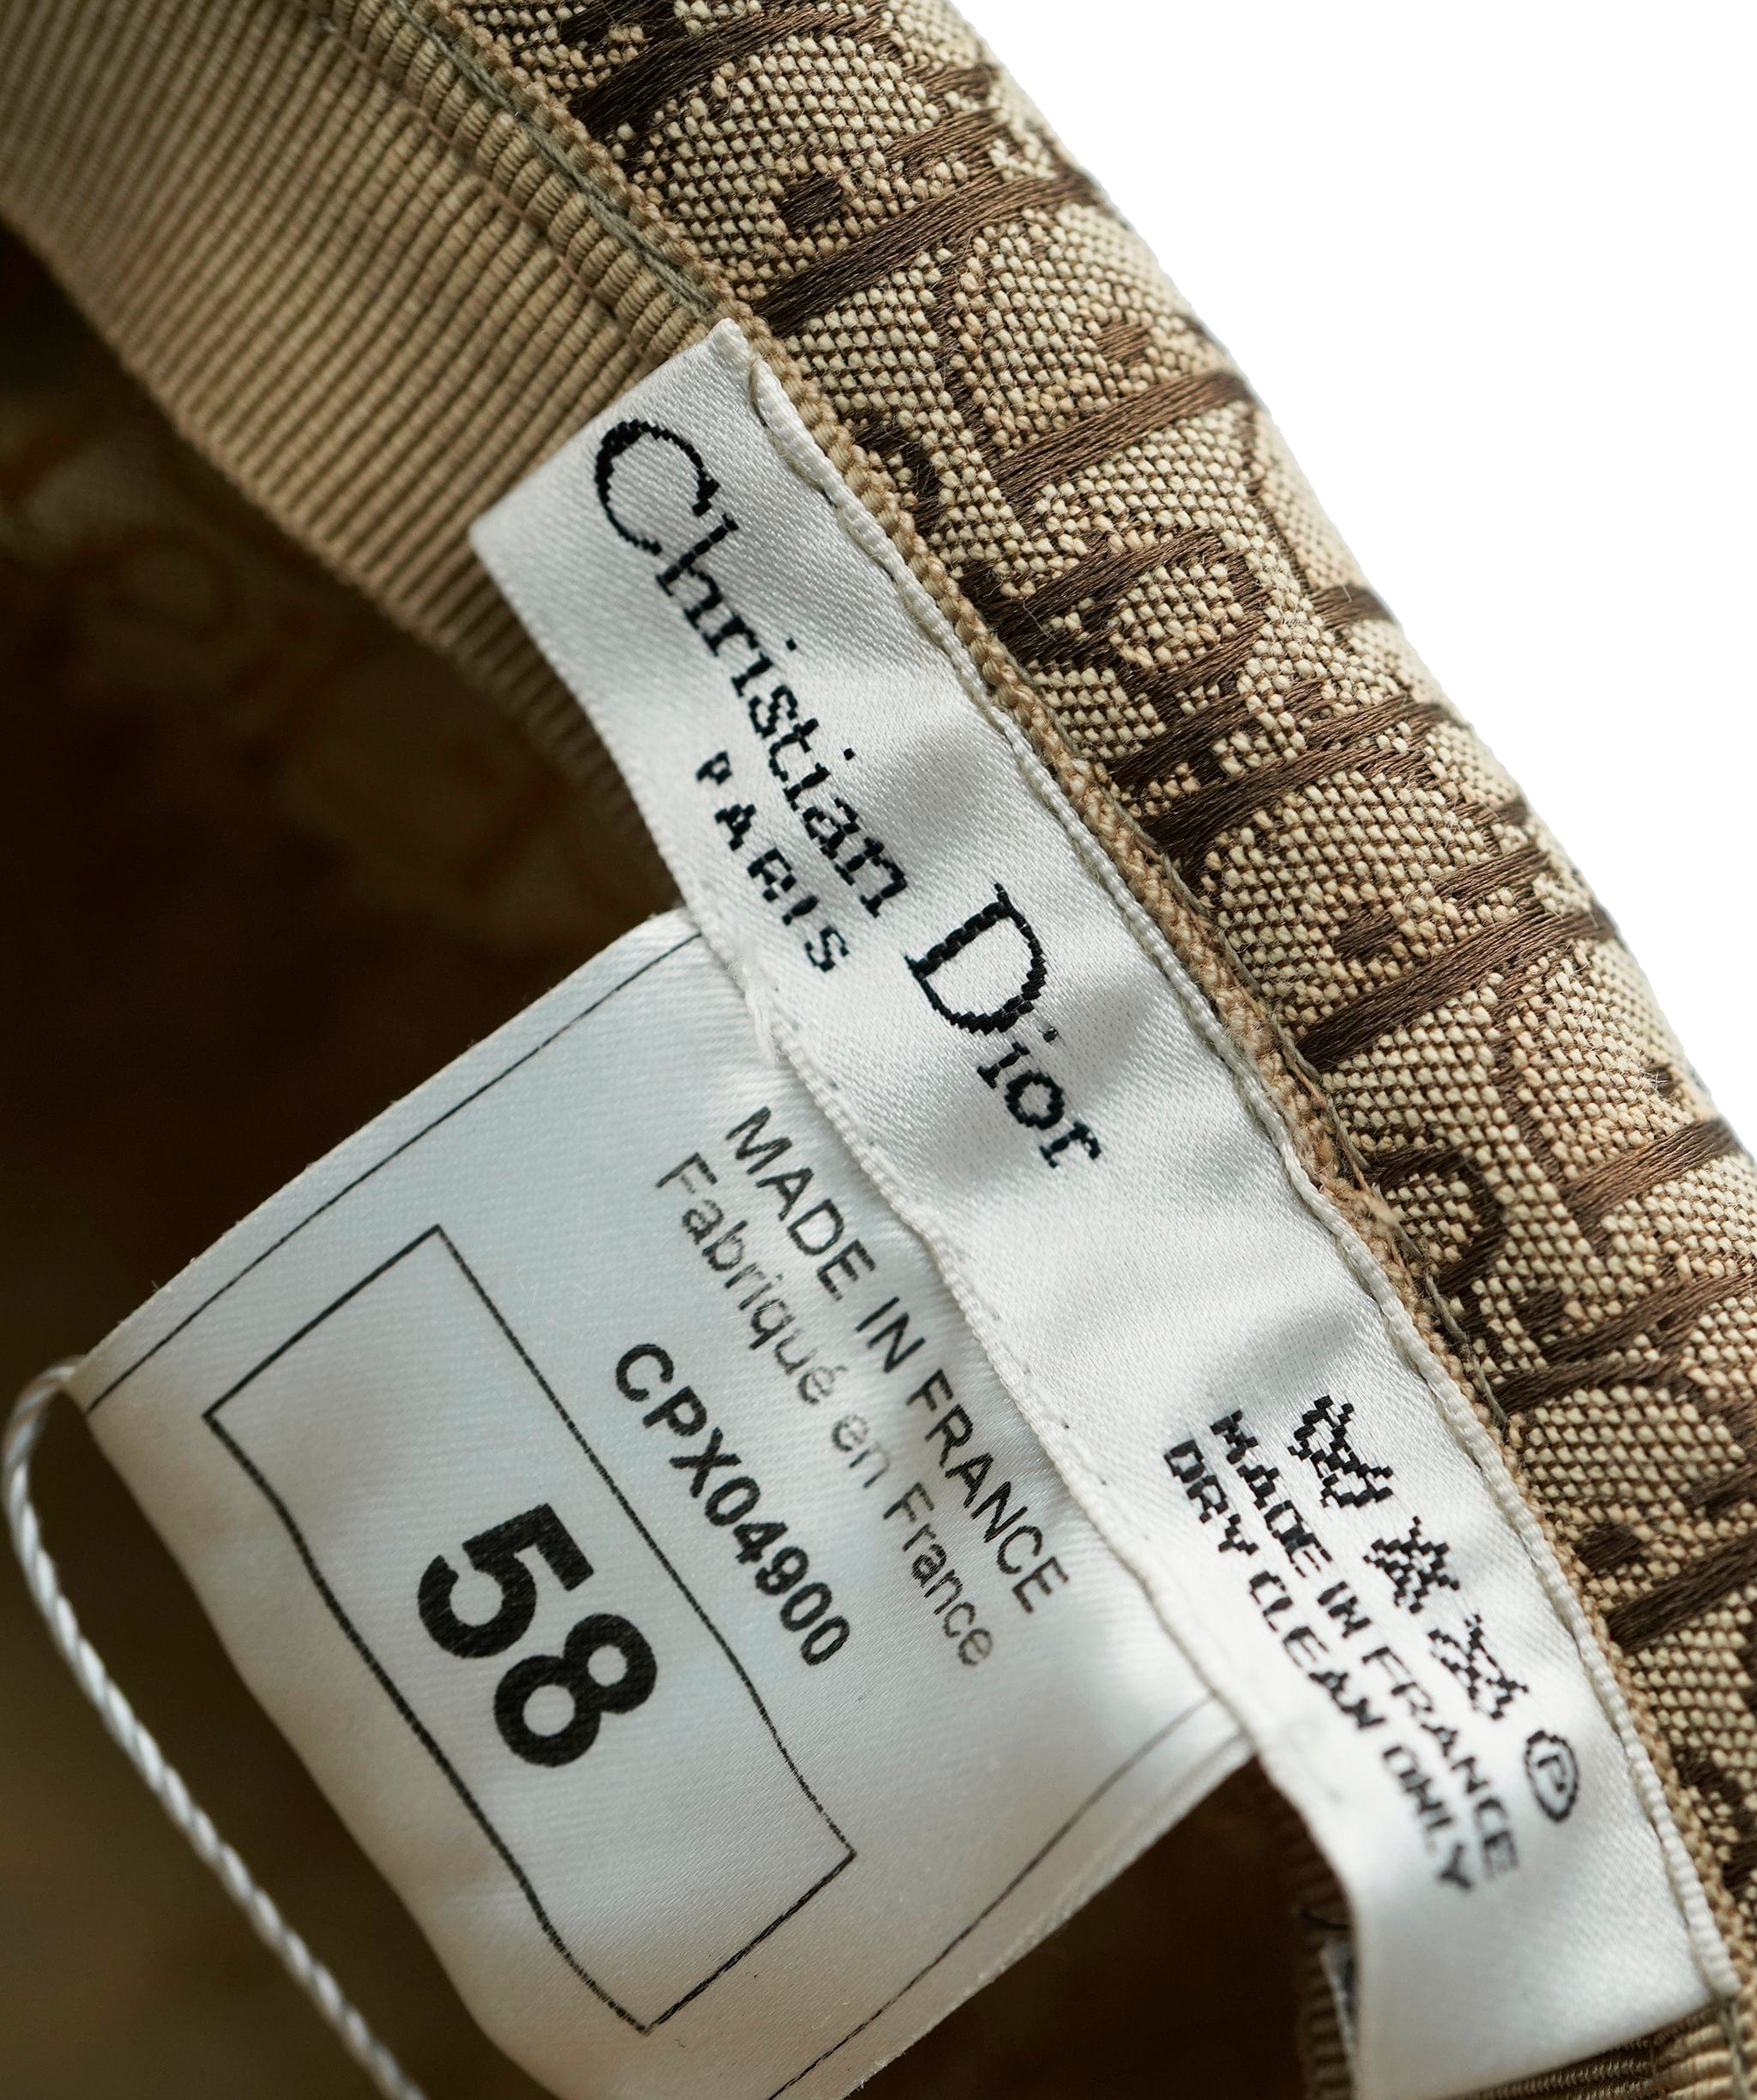 Christian Dior
PARIS
MADE IN FRANCE
DRY CLEAN ONLY
MADE IN FRANCE
Fabriqué en France
CPX04900
58